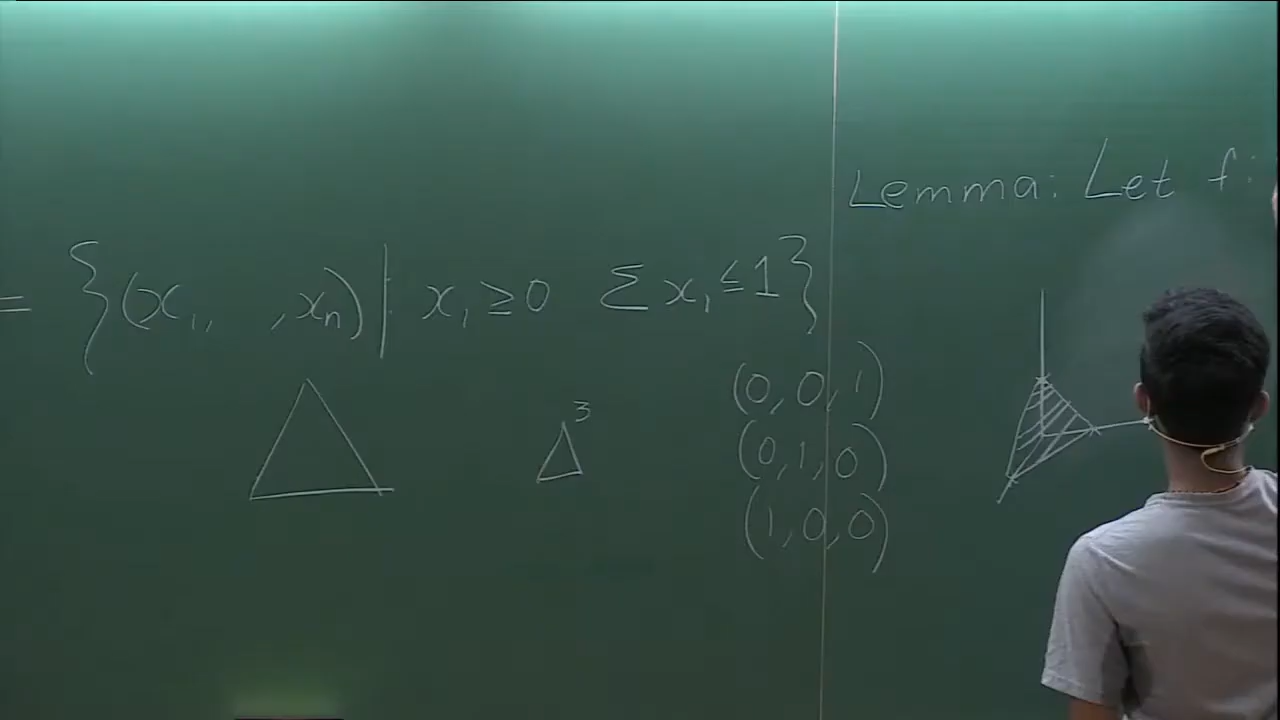 = {(x₁, , xₙ) | x₁ ≥ 0 Σ x₁ ≤ 1}
Δ³
(0, 0, 1)
(0, 1, 0)
(1, 0, 0)
Lemma: Let f: